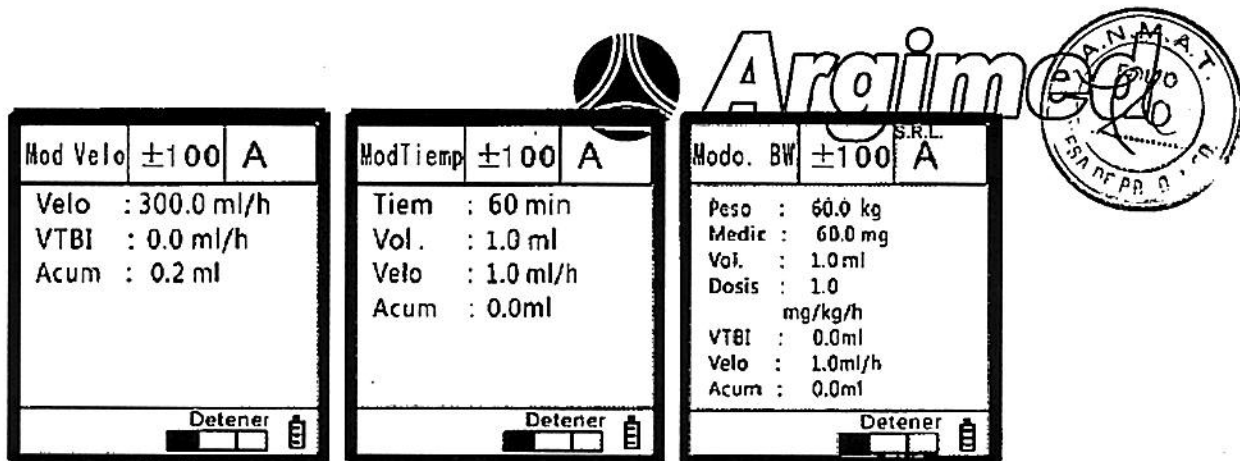 Argimed
S.R.L.
A.N.M.A.T.
FOLIO
Mod Velo ±100 A
Velo : 300.0 ml/h
VTBI : 0.0 ml/h
Acum : 0.2 ml
Detener
ModTiemp ±100 A
Tiem : 60 min
Vol. : 1.0 ml
Velo : 1.0 ml/h
Acum : 0.0ml
Detener
Modo. BW ±100 A
Peso : 60.0 kg
Medic : 60.0 mg
Vol. : 1.0 ml
Dosis : 1.0
mg/kg/h
VTBI : 0.0ml
Velo : 1.0ml/h
Acum : 0.0ml
Detener